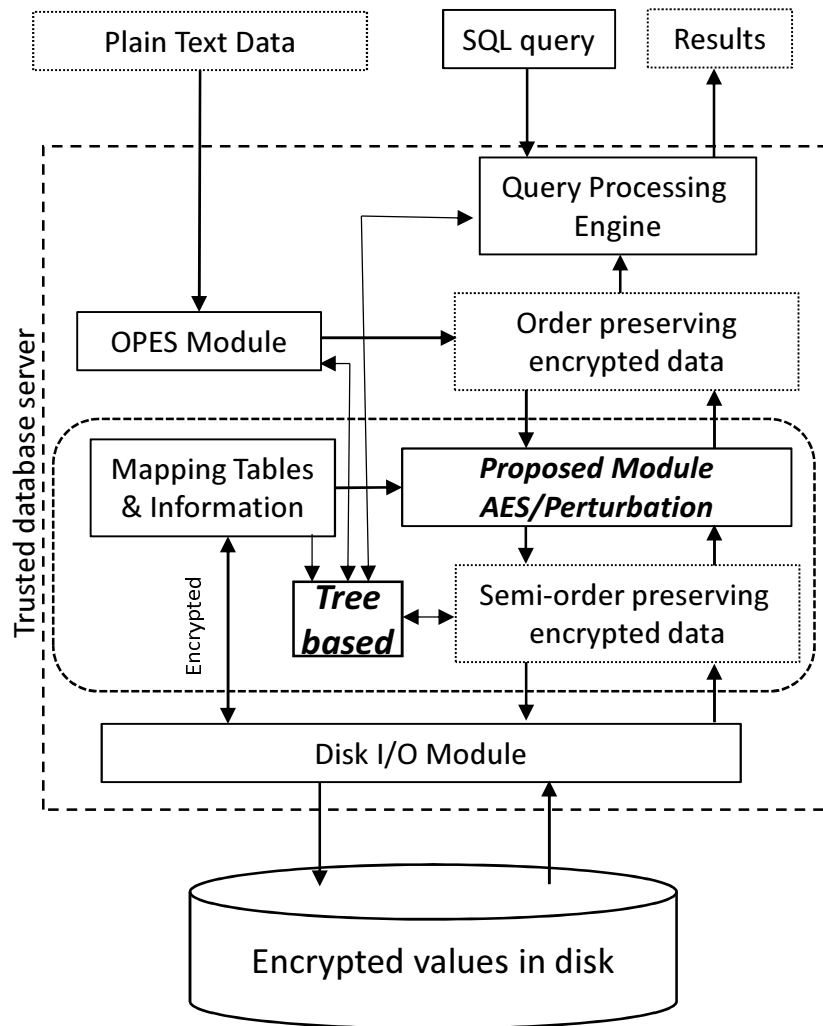 Plain Text Data
SQL query
Results
Trusted database server
Query Processing
Engine
OPES Module
Order preserving
encrypted data
Mapping Tables
& Information
Proposed Module
AES/Perturbation
Encrypted
Tree
based
Semi-order preserving
encrypted data
Disk I/O Module
Encrypted values in disk